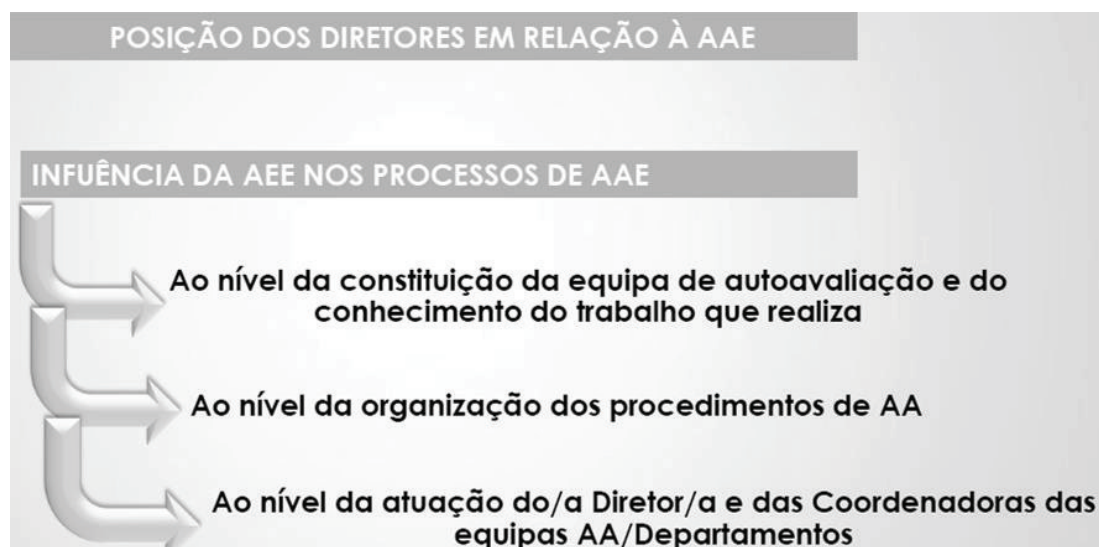 POSIÇÃO DOS DIRETORES EM RELAÇÃO À AAE
INFUÊNCIA DA AEE NOS PROCESSOS DE AAE
Ao nível da constituição da equipa de autoavaliação e do
conhecimento do trabalho que realiza
Ao nível da organização dos procedimentos de AA
Ao nível da atuação do/a Diretor/a e das Coordenadoras das
equipas AA/Departamentos